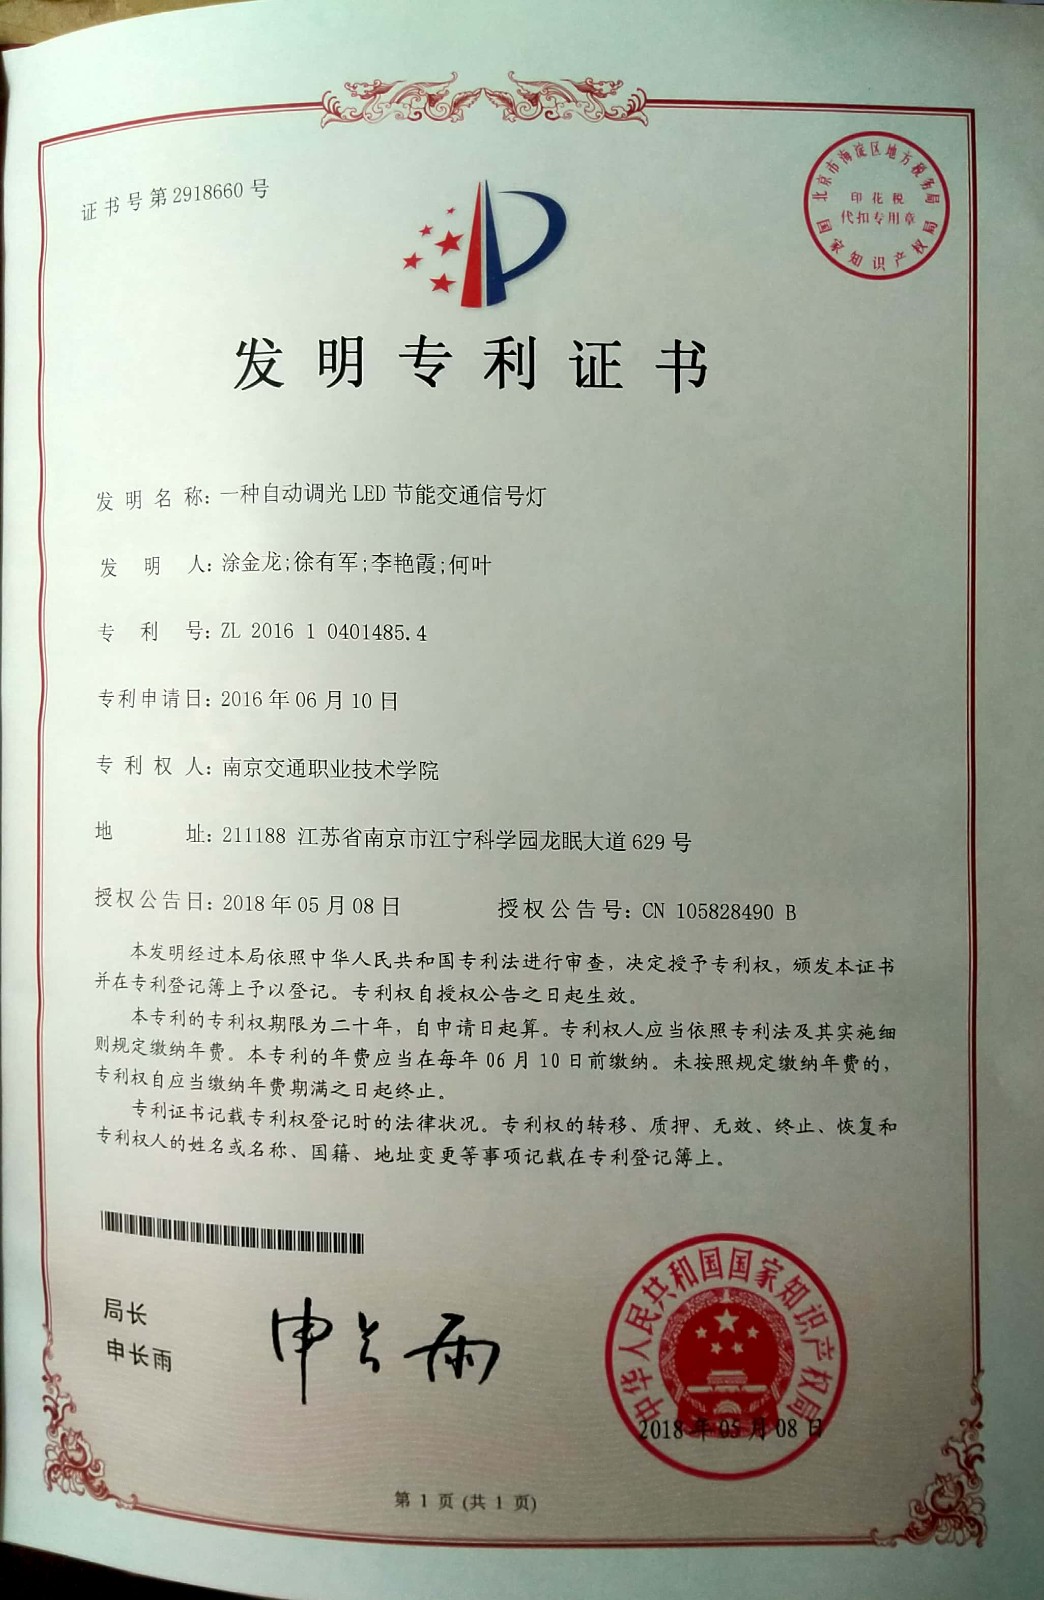 证书号第2918660号
北京市海淀区地方税务局
印花税
代扣专用章
国家知识产权局
发明专利证书
发明名称：一种自动调光LED节能交通信号灯
发明人：涂金龙;徐有军;李艳霞;何叶
专利号：ZL 2016 1 0401485.4
专利申请日：2016年06月10日
专利权人：南京交通职业技术学院
地址：211188 江苏省南京市江宁科学园龙眠大道629号
授权公告日：2018年05月08日 授权公告号：CN 105828490 B
本发明经过本局依照中华人民共和国专利法进行审查，决定授予专利权，颁发本证书
并在专利登记簿上予以登记。专利权自授权公告之日起生效。
本专利的专利权期限为二十年，自申请日起算。专利权人应当依照专利法及其实施细
则规定缴纳年费。本专利的年费应当在每年06月10日前缴纳。未按照规定缴纳年费的，
专利权自应当缴纳年费期满之日起终止。
专利证书记载专利权登记时的法律状况。专利权的转移、质押、无效、终止、恢复和
专利权人的姓名或名称、国籍、地址变更等事项记载在专利登记簿上。
局长
申长雨
申长雨
中华人民共和国国家知识产权局
2018年05月08日
第1页(共1页)